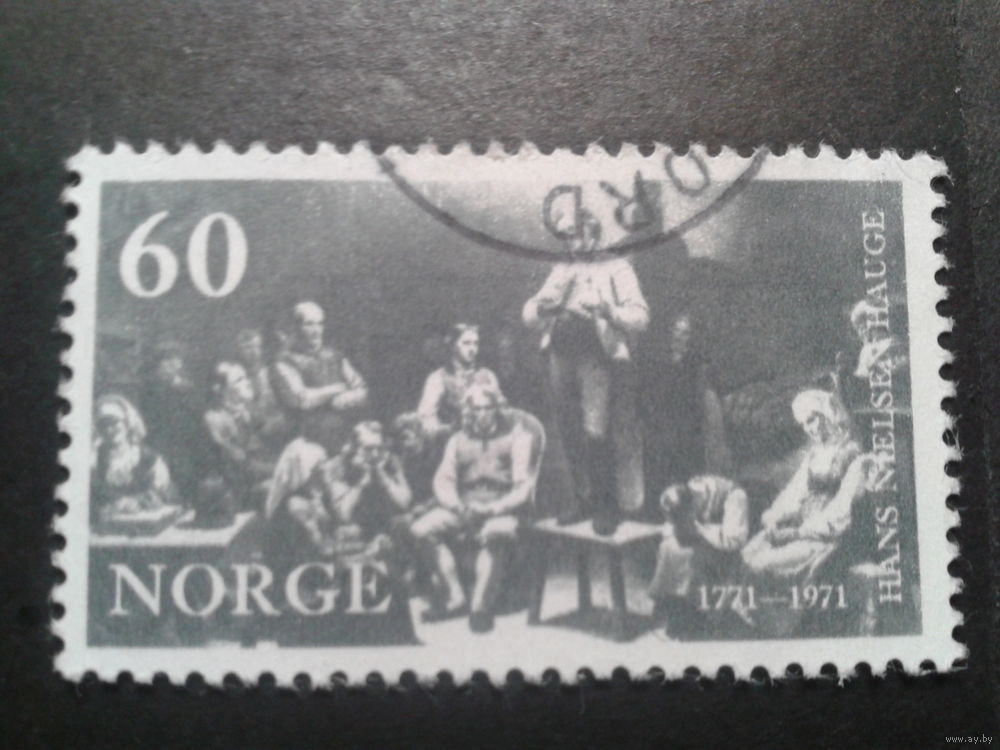 60
HANS NIELSEN HAUGE
NORGE
1771–1971
ORD
www.ay.by